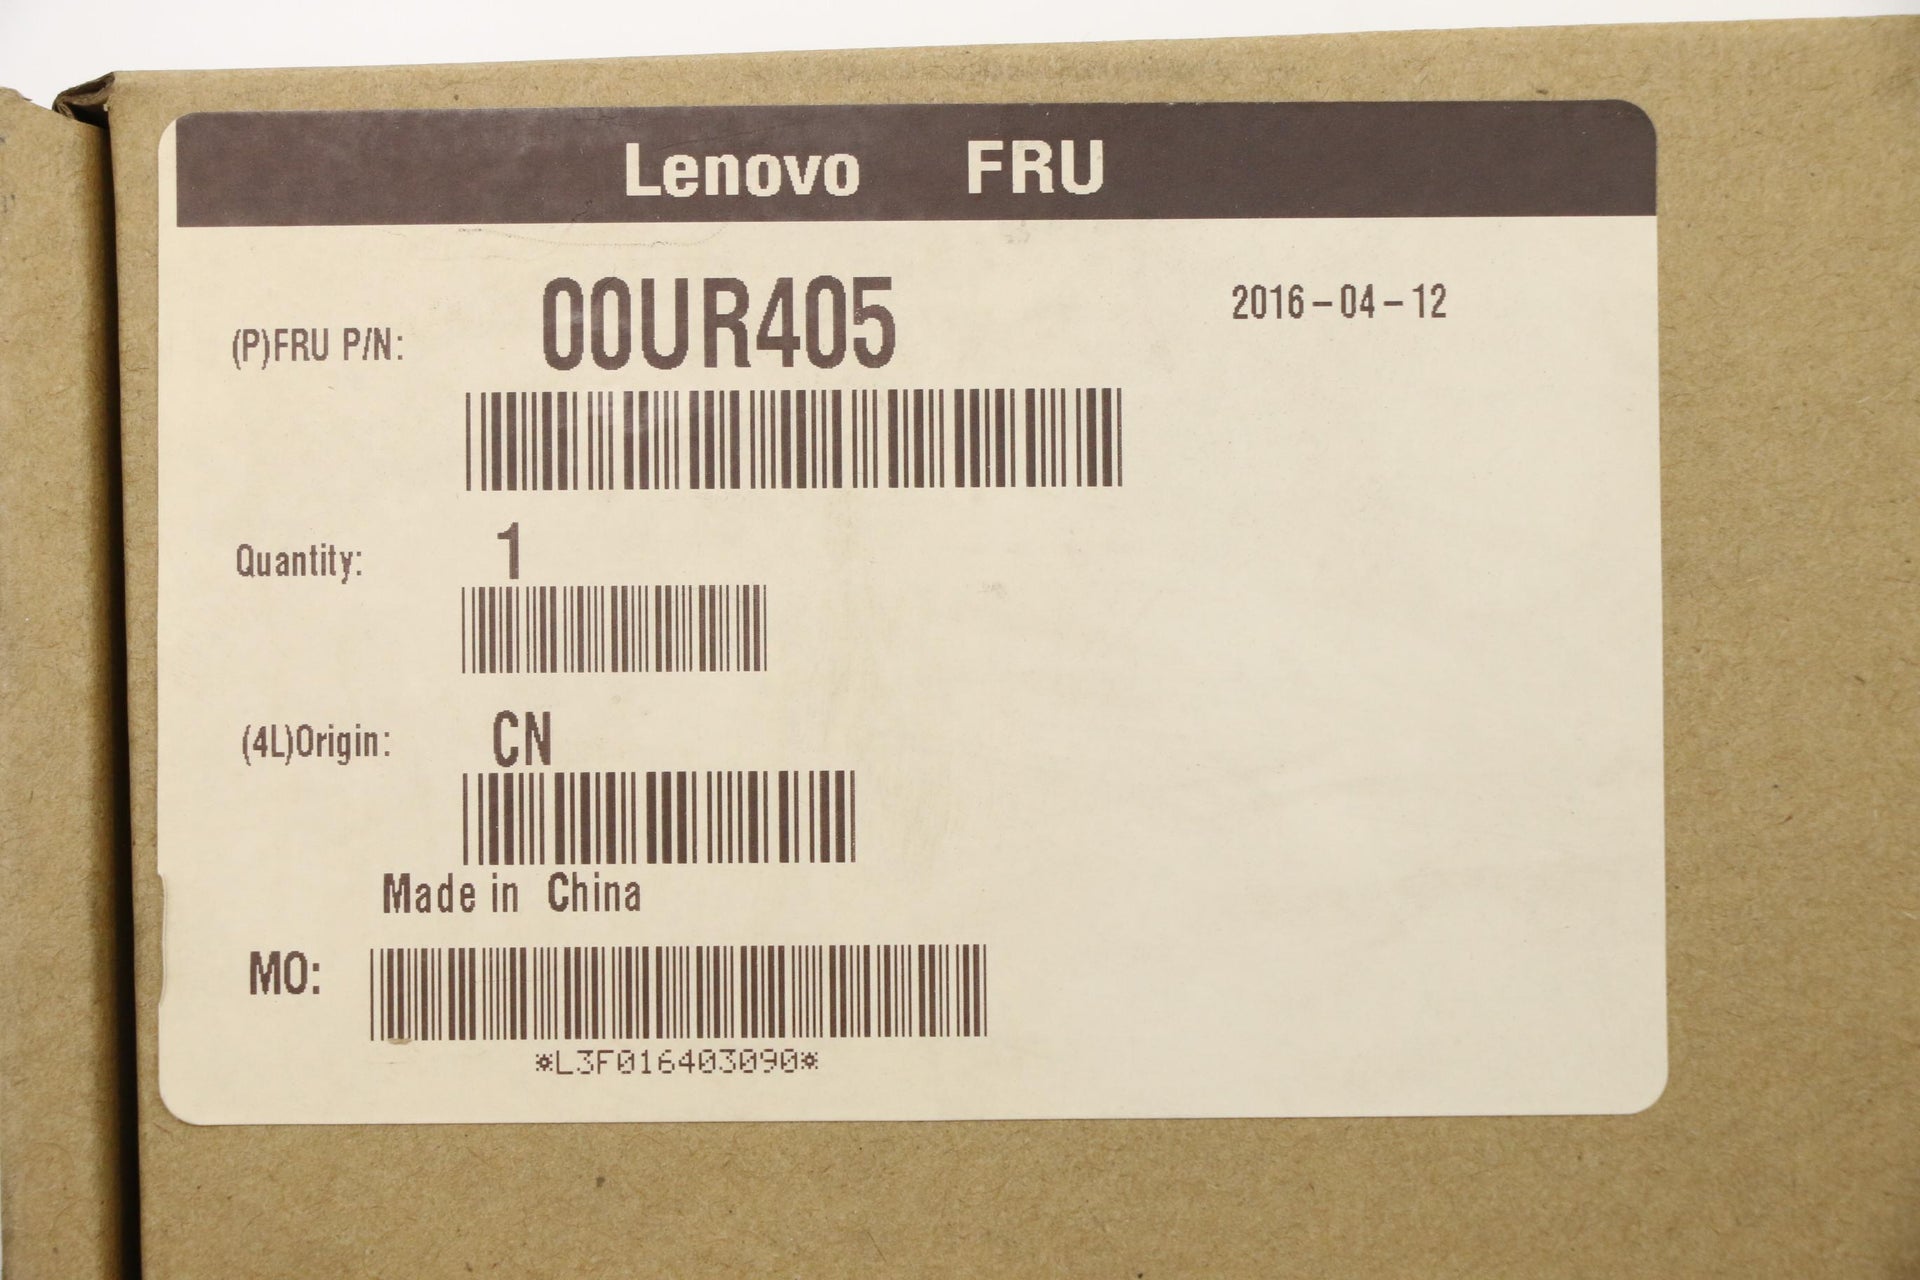 Lenovo FRU
(P)FRU P/N: 00UR405 2016-04-12
Quantity: 1
(4L)Origin: CN
Made in China
MO:
*L3F016403090*